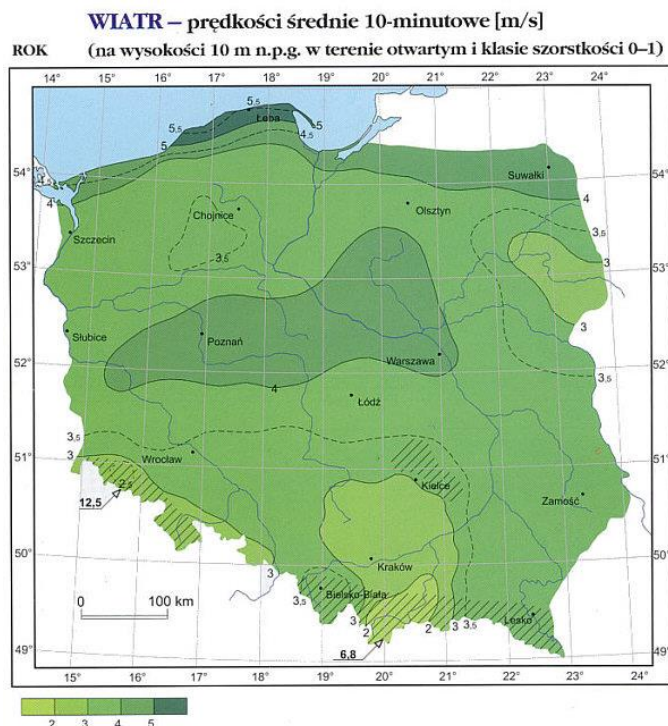 WIATR – prędkości średnie 10-minutowe [m/s]
ROK (na wysokości 10 m n.p.g. w terenie otwartym i klasie szorstkości 0–1)
14° 15° 16° 17° 18° 19° 20° 21° 22° 23° 24°
5,5
5,5 Łeba 5
5 4,5
54° 4,5 Suwałki 54°
4 4
Chojnice Olsztyn
3,5
Szczecin 3
53° 3,5 53°
3
Słubice Poznań
52° Warszawa 52°
4 3,5
Łódź
3,5
51° 3 Wrocław 51°
2,5 Kielce
12,5 Zamość
50° 50°
3 Kraków
3,5 Bielsko-Biała
0 100 km 3 Lesko
2 2 3 3,5
49° 6,8 49°
15° 16° 17° 18° 19° 20° 21° 22° 23°
2 3 4 5